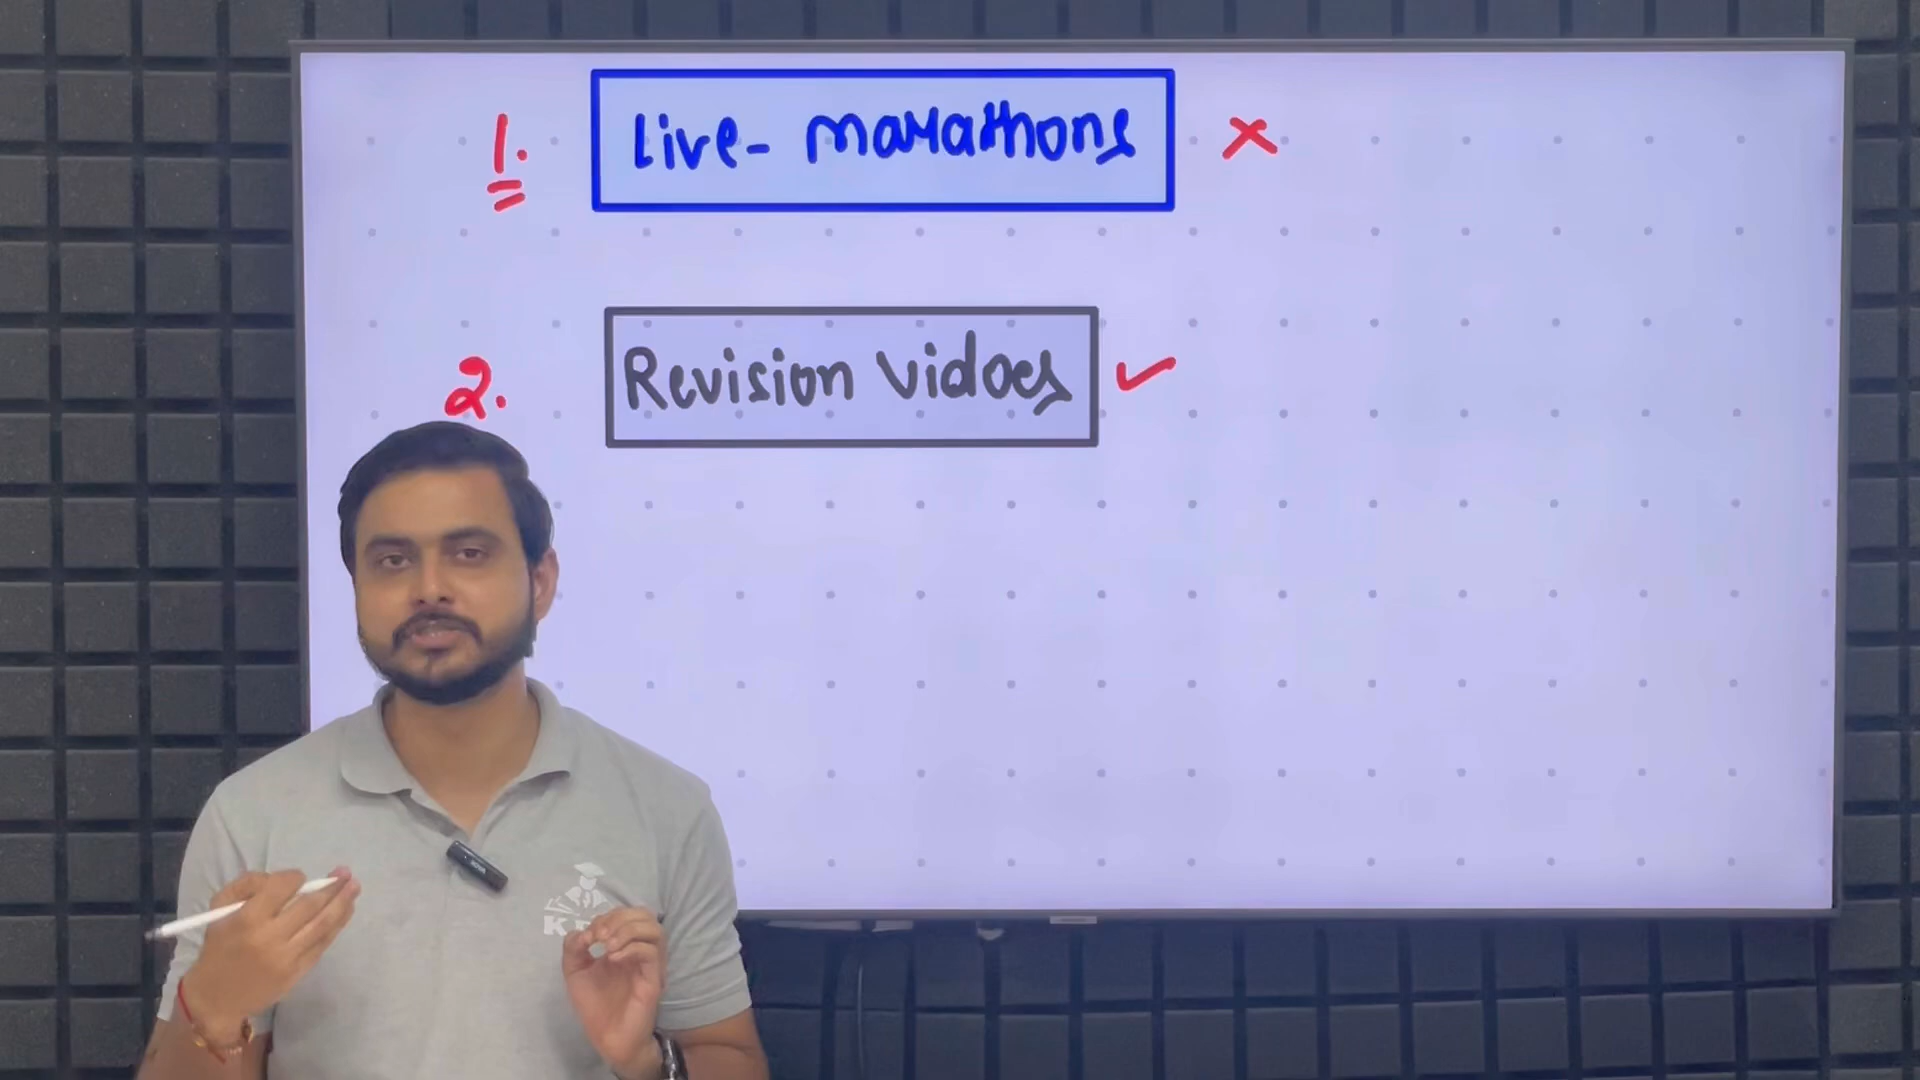 1. Live- marathons ×
2. Revision Vidoes ✓